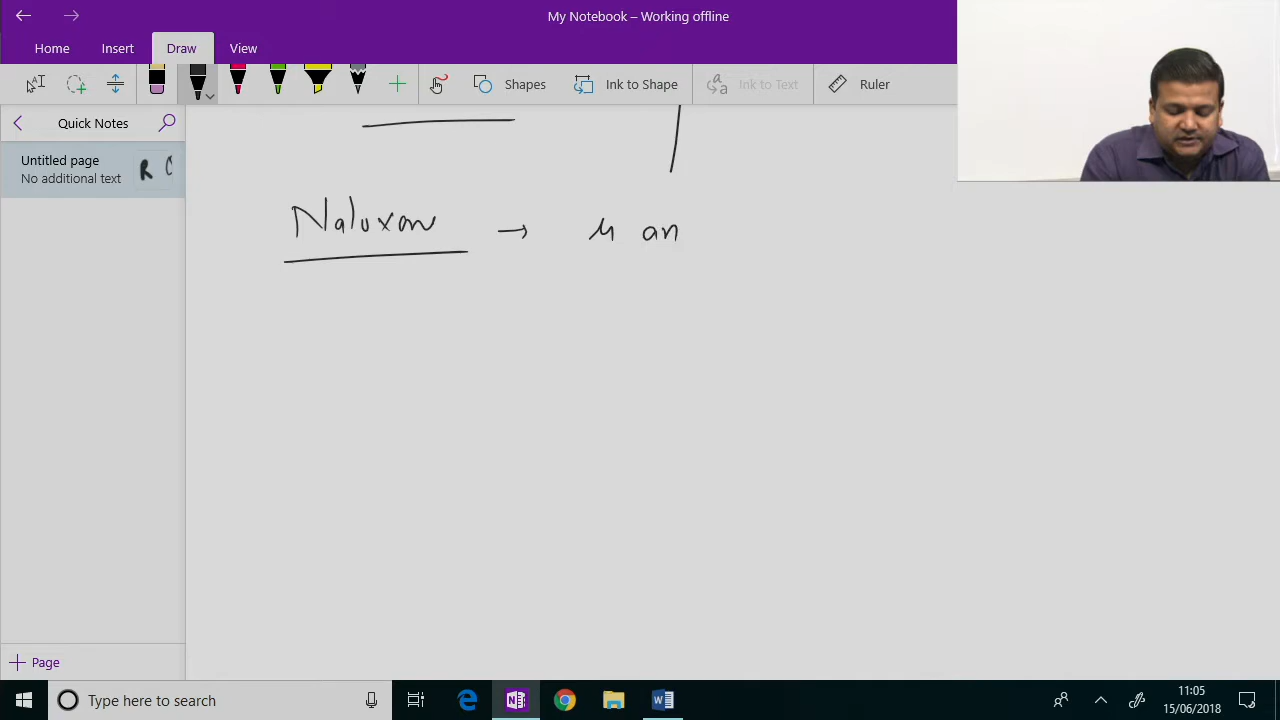 My Notebook – Working offline
Home Insert Draw View
Shapes Ink to Shape Ink to Text Ruler
Quick Notes
Untitled page
No additional text
R C
Naloxon → μ an
+ Page
Type here to search
11:05
15/06/2018